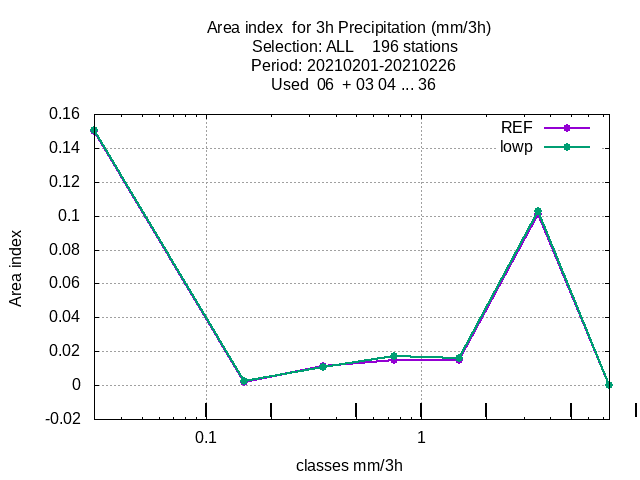 Area index  for 3h Precipitation (mm/3h)
Selection: ALL    196 stations
Period: 20210201-20210226
Used  06  + 03 04 ... 36
REF
lowp
0.16
0.14
0.12
0.1
0.08
0.06
0.04
0.02
0
-0.02
Area index
0.1
1
classes mm/3h